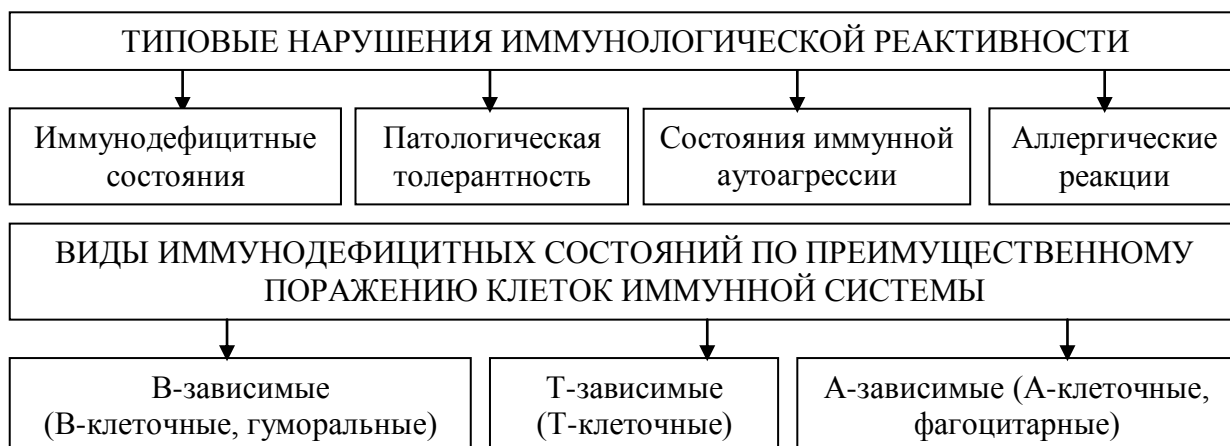 ТИПОВЫЕ НАРУШЕНИЯ ИММУНОЛОГИЧЕСКОЙ РЕАКТИВНОСТИ
Иммунодефицитные
состояния
Патологическая
толерантность
Состояния иммунной
аутоагрессии
Аллергические
реакции
ВИДЫ ИММУНОДЕФИЦИТНЫХ СОСТОЯНИЙ ПО ПРЕИМУЩЕСТВЕННОМУ
ПОРАЖЕНИЮ КЛЕТОК ИММУННОЙ СИСТЕМЫ
В-зависимые
(В-клеточные, гуморальные)
Т-зависимые
(Т-клеточные)
А-зависимые (А-клеточные,
фагоцитарные)